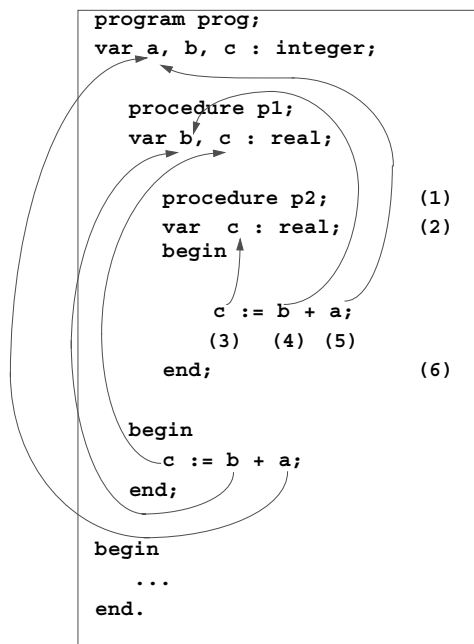 program prog;
var a, b, c : integer;
procedure p1;
var b, c : real;
procedure p2; (1)
var c : real; (2)
begin
c := b + a;
(3) (4) (5)
end; (6)
begin
c := b + a;
end;
begin
...
end.